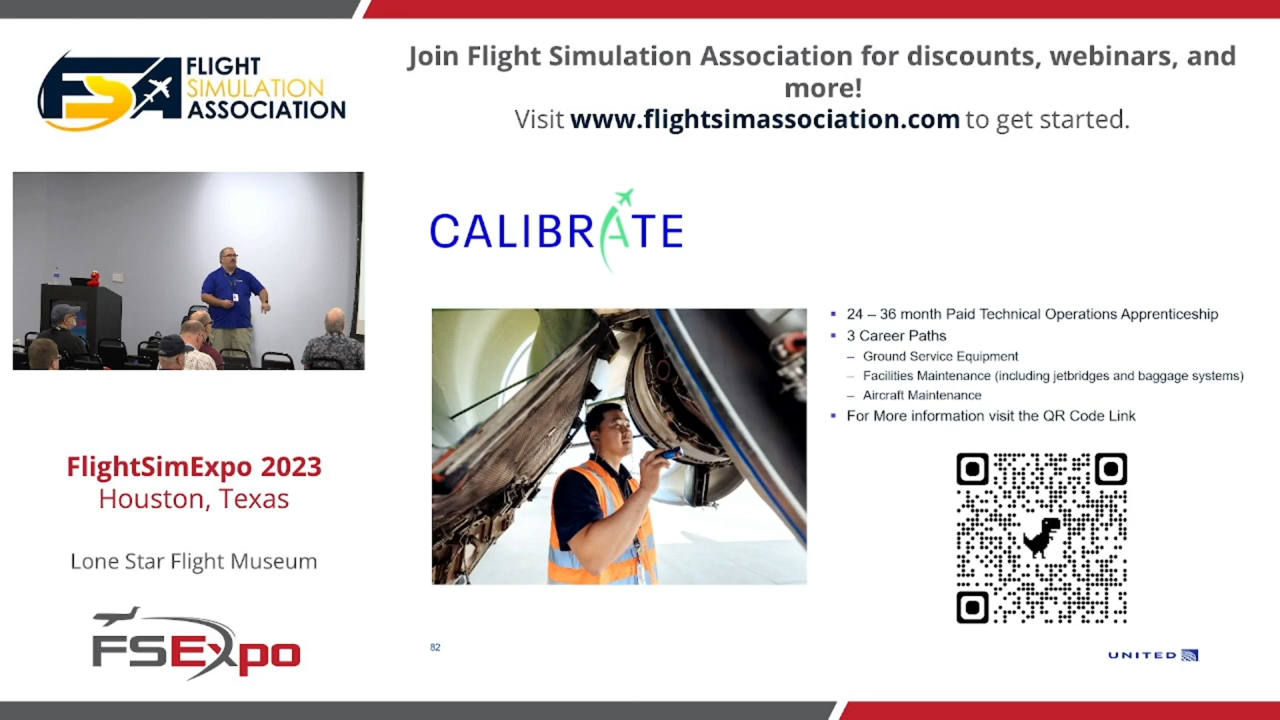 FLIGHT
SIMULATION
ASSOCIATION
Join Flight Simulation Association for discounts, webinars, and
more!
Visit www.flightsimassociation.com to get started.
CALIBRATE
24 – 36 month Paid Technical Operations Apprenticeship
3 Career Paths
– Ground Service Equipment
– Facilities Maintenance (including jetbridges and baggage systems)
– Aircraft Maintenance
For More information visit the QR Code Link
FlightSimExpo 2023
Houston, Texas
Lone Star Flight Museum
FSExpo
82
UNITED